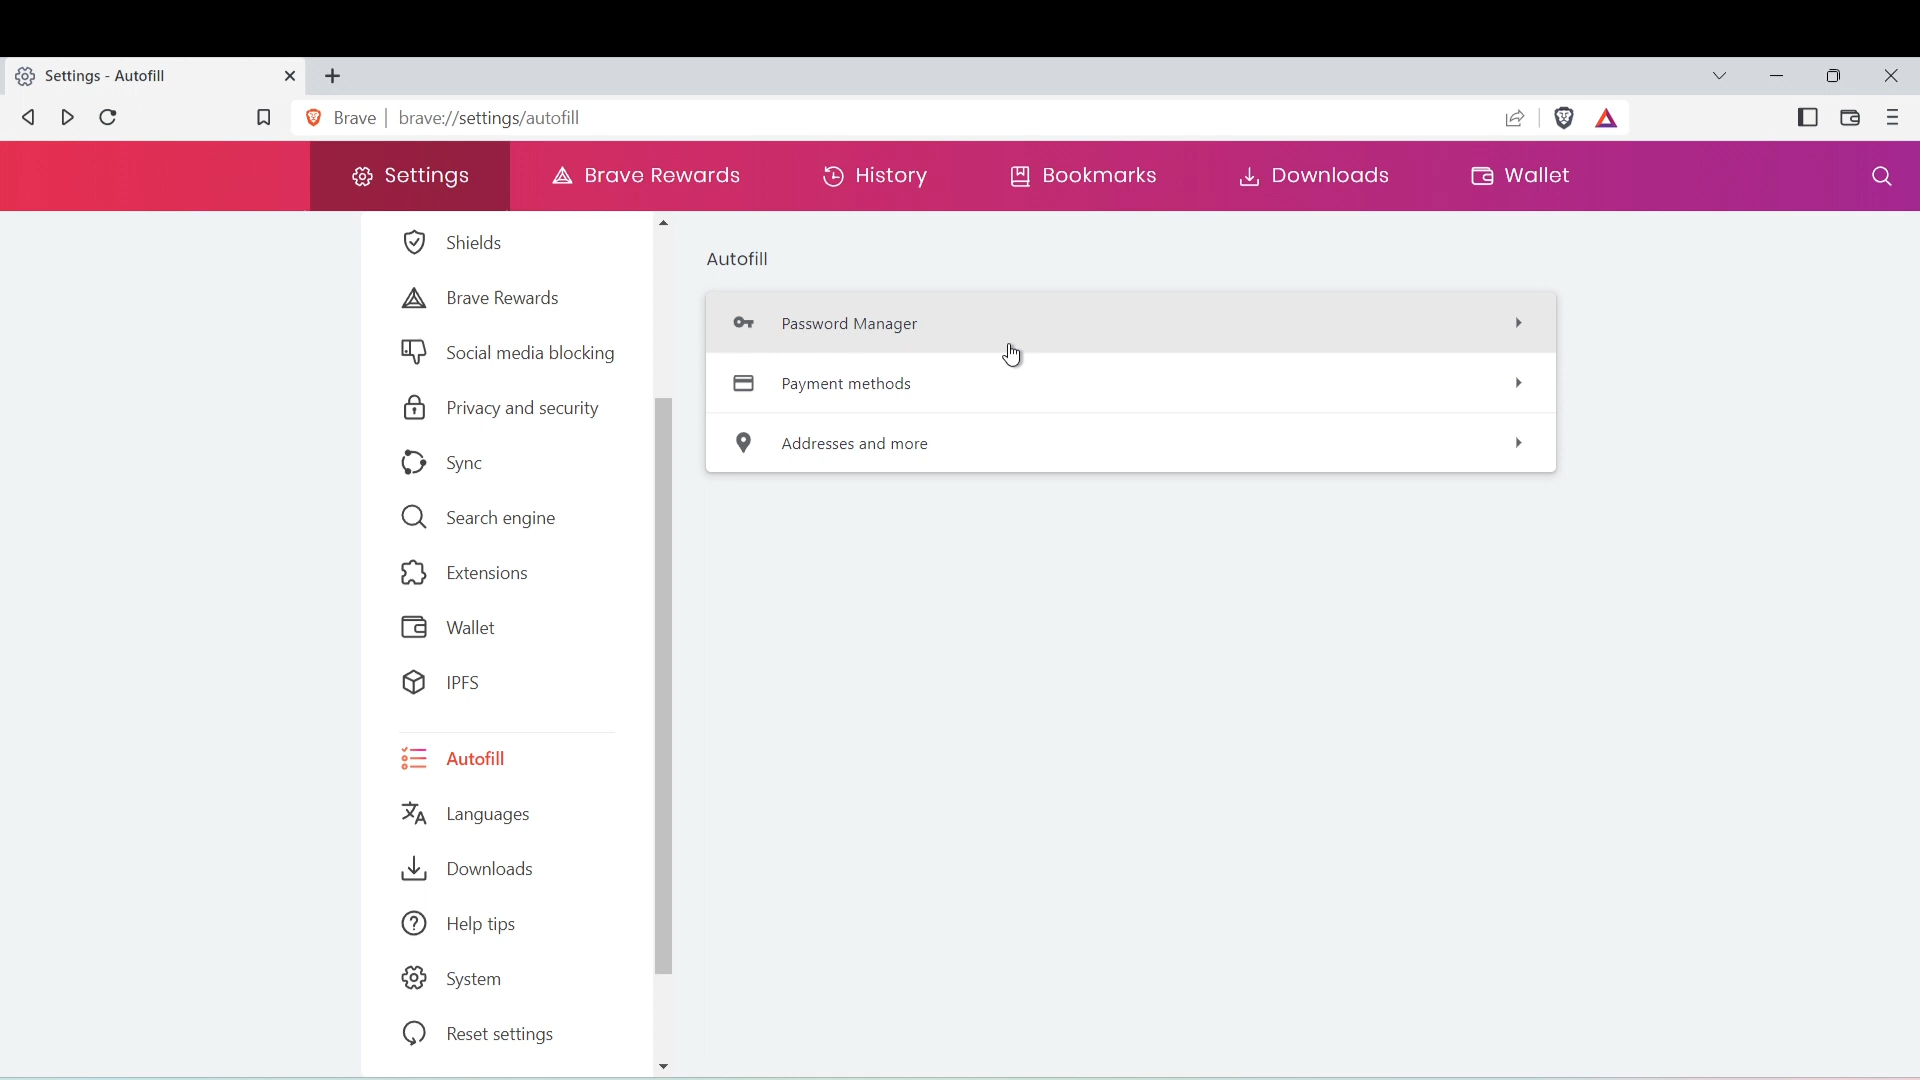 Settings - Autofill
Brave | brave://settings/autofill
Settings
Brave Rewards
History
Bookmarks
Downloads
Wallet
Shields
Brave Rewards
Social media blocking
Privacy and security
Sync
Search engine
Extensions
Wallet
IPFS
Autofill
Languages
Downloads
Help tips
System
Reset settings
Autofill
Password Manager
Payment methods
Addresses and more